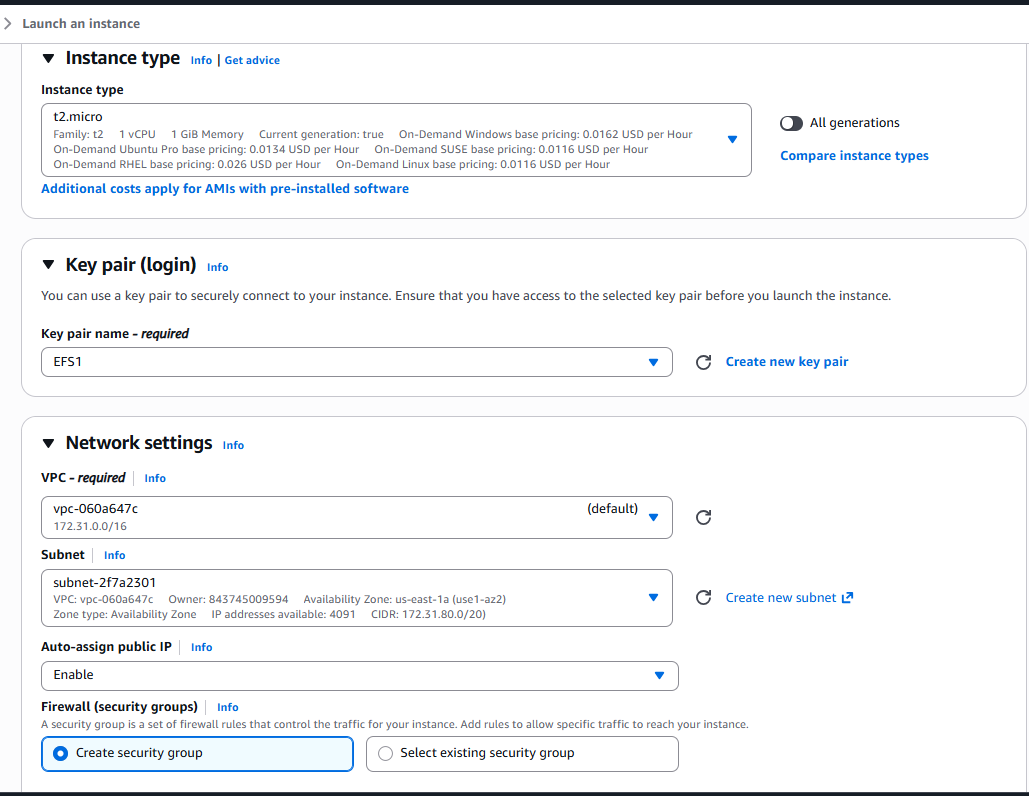 Launch an instance
Instance type Info | Get advice
Instance type
t2.micro
Family: t2 1 vCPU 1 GiB Memory Current generation: true On-Demand Windows base pricing: 0.0162 USD per Hour
On-Demand Ubuntu Pro base pricing: 0.0134 USD per Hour On-Demand SUSE base pricing: 0.0116 USD per Hour
On-Demand RHEL base pricing: 0.026 USD per Hour On-Demand Linux base pricing: 0.0116 USD per Hour
All generations
Compare instance types
Additional costs apply for AMIs with pre-installed software
Key pair (login) Info
You can use a key pair to securely connect to your instance. Ensure that you have access to the selected key pair before you launch the instance.
Key pair name - required
EFS1
Create new key pair
Network settings Info
VPC - required Info
vpc-060a647c (default)
172.31.0.0/16
Subnet Info
subnet-2f7a2301
VPC: vpc-060a647c Owner: 843745009594 Availability Zone: us-east-1a (use1-az2)
Zone type: Availability Zone IP addresses available: 4091 CIDR: 172.31.80.0/20)
Create new subnet
Auto-assign public IP Info
Enable
Firewall (security groups) Info
A security group is a set of firewall rules that control the traffic for your instance. Add rules to allow specific traffic to reach your instance.
Create security group Select existing security group